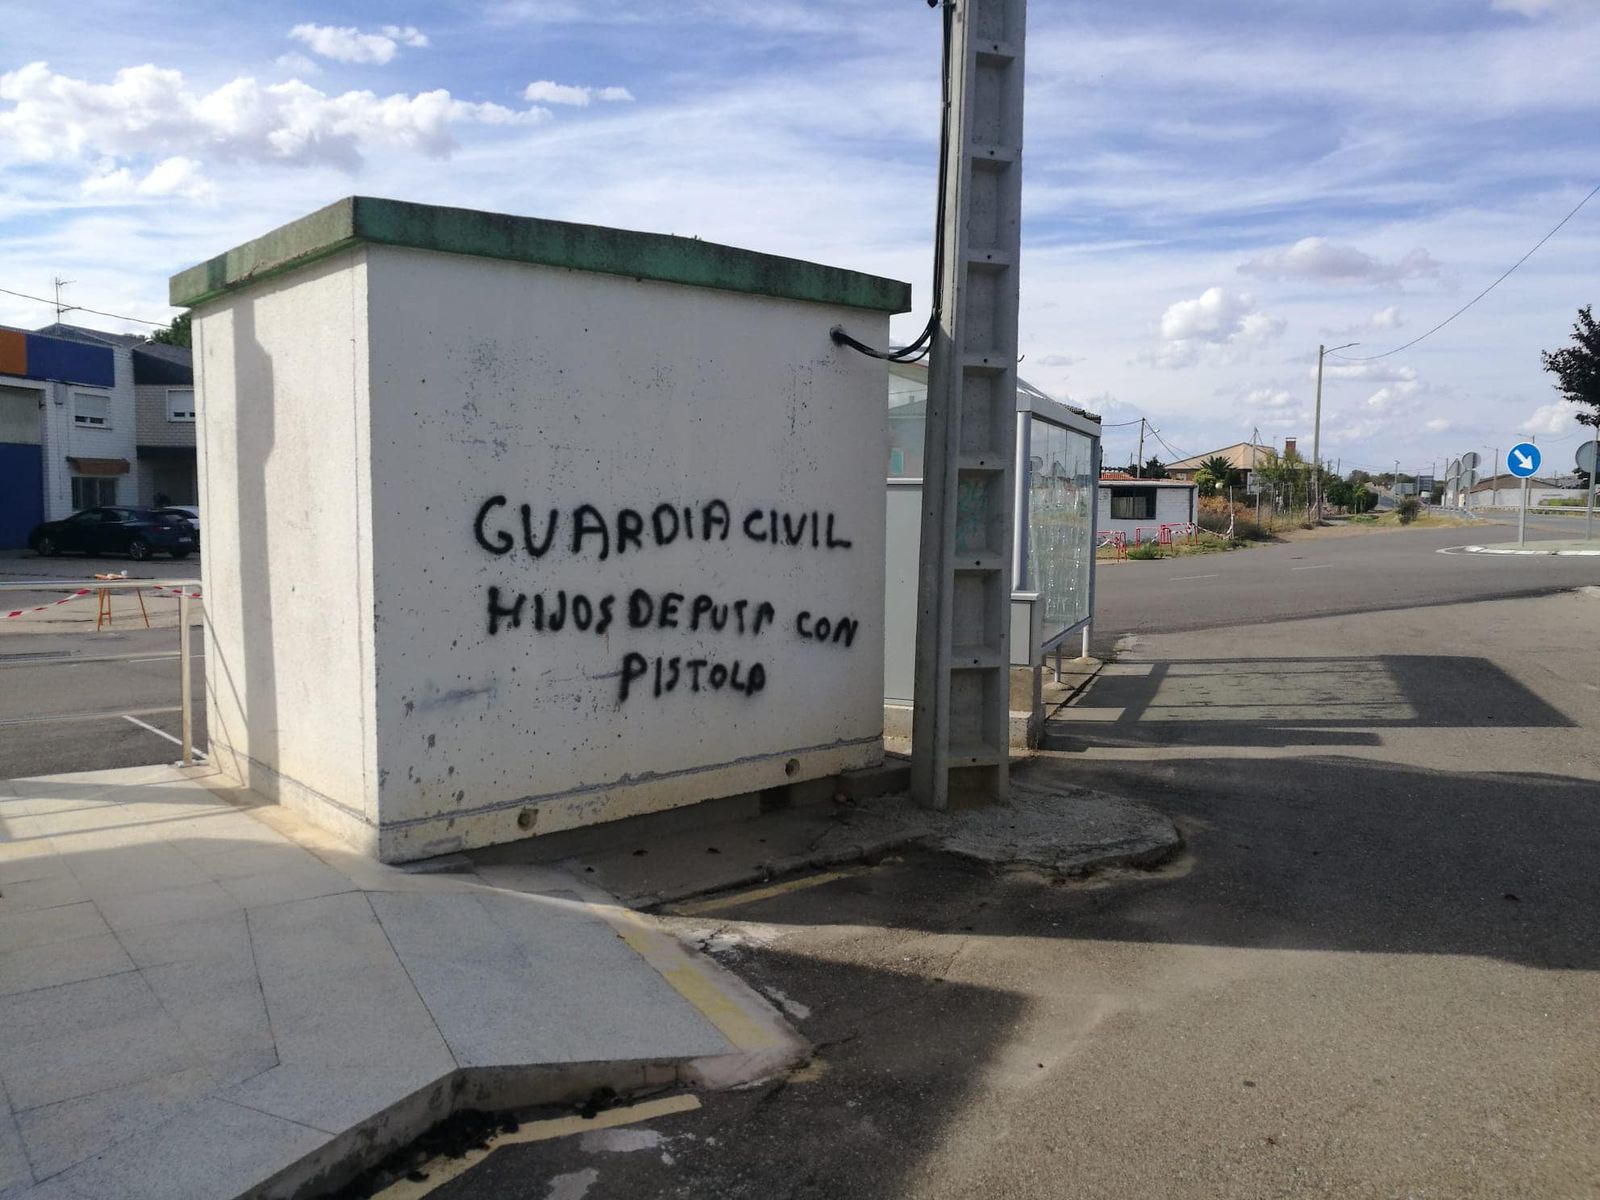 GUARDIA CIVIL
HIJOS DE PUTA CON
PISTOLA